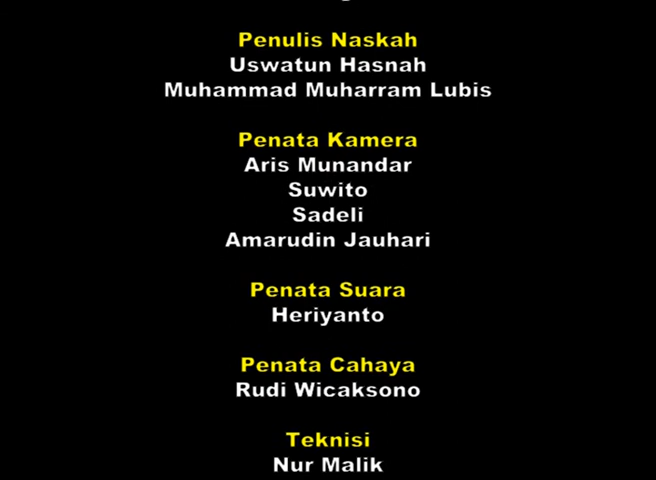 Penulis Naskah
Uswatun Hasnah
Muhammad Muharram Lubis
Penata Kamera
Aris Munandar
Suwito
Sadeli
Amarudin Jauhari
Penata Suara
Heriyanto
Penata Cahaya
Rudi Wicaksono
Teknisi
Nur Malik